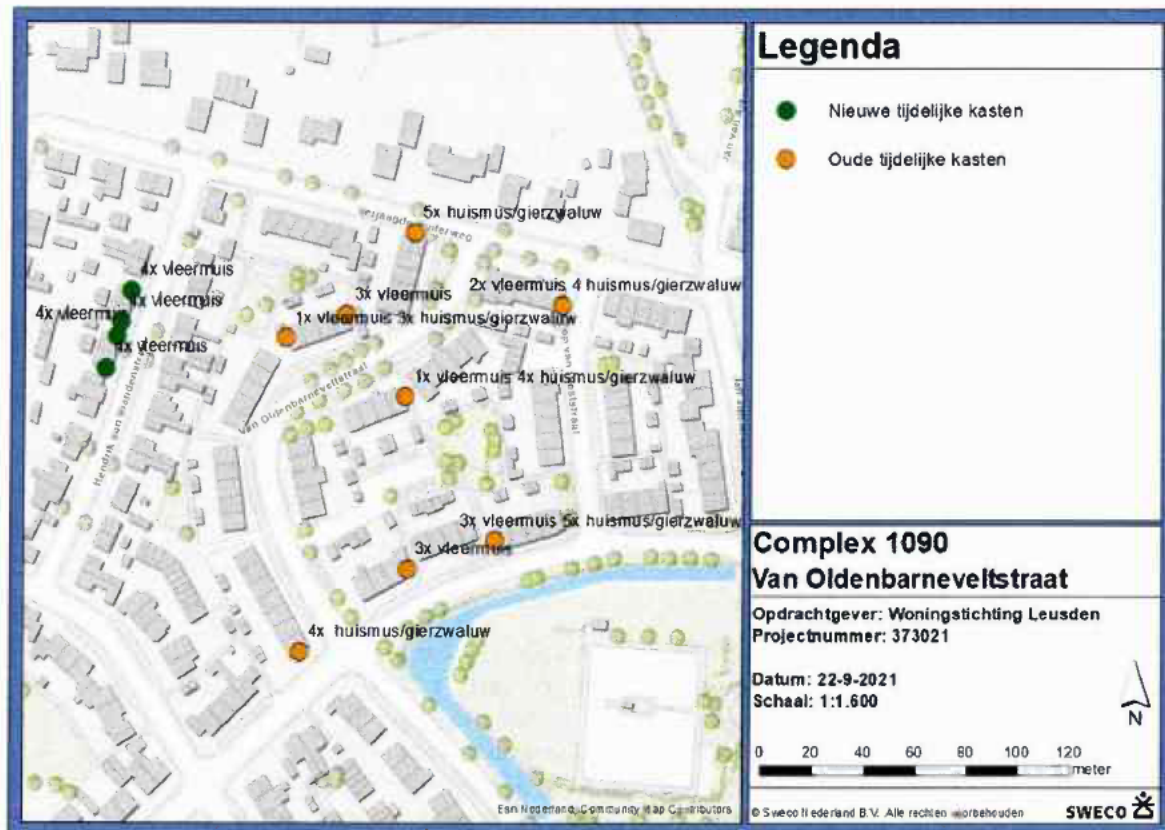 Legenda
Nieuwe tijdelijke kasten
Oude tijdelijke kasten
5x huismus/gierzwaluw
4x vleermuis
4x vleermuis
4x vleermuis
4x vleermuis
3x vleermuis
2x vleermuis 4 huismus/gierzwaluw
1x vleermuis 3x huismus/gierzwaluw
1x vleermuis 4x huismus/gierzwaluw
Van Oldenbarneveltstraat
3x vleermuis 5x huismus/gierzwaluw
3x vleermuis
4x huismus/gierzwaluw
Complex 1090
Van Oldenbarneveltstraat
Opdrachtgever: Woningstichting Leusden
Projectnummer: 373021
Datum: 22-9-2021
Schaal: 1:1.600
N
0 20 40 60 80 100 120
meter
Esri Nederland, Community Map Contributors
© Sweco Nederland B.V. Alle rechten voorbehouden
SWECO